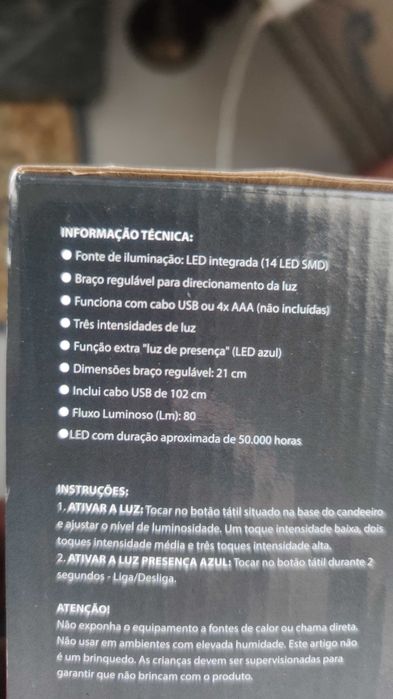 INFORMAÇÃO TÉCNICA:
● Fonte de iluminação: LED integrada (14 LED SMD)
● Braço regulável para direcionamento da luz
● Funciona com cabo USB ou 4x AAA (não incluídas)
● Três intensidades de luz
● Função extra "luz de presença" (LED azul)
● Dimensões braço regulável: 21 cm
● Inclui cabo USB de 102 cm
● Fluxo Luminoso (Lm): 80
●LED com duração aproximada de 50.000 horas
INSTRUÇÕES:
1. ATIVAR A LUZ: Tocar no botão tátil situado na base do candeeiro
e ajustar o nível de luminosidade. Um toque intensidade baixa, dois
toques intensidade média e três toques intensidade alta.
2. ATIVAR A LUZ PRESENÇA AZUL: Tocar no botão tátil durante 2
segundos - Liga/Desliga.
ATENÇÃO!
Não exponha o equipamento a fontes de calor ou chama direta.
Não usar em ambientes com elevada humidade. Este artigo não
é um brinquedo. As crianças devem ser supervisionadas para
garantir que não brincam com o produto.